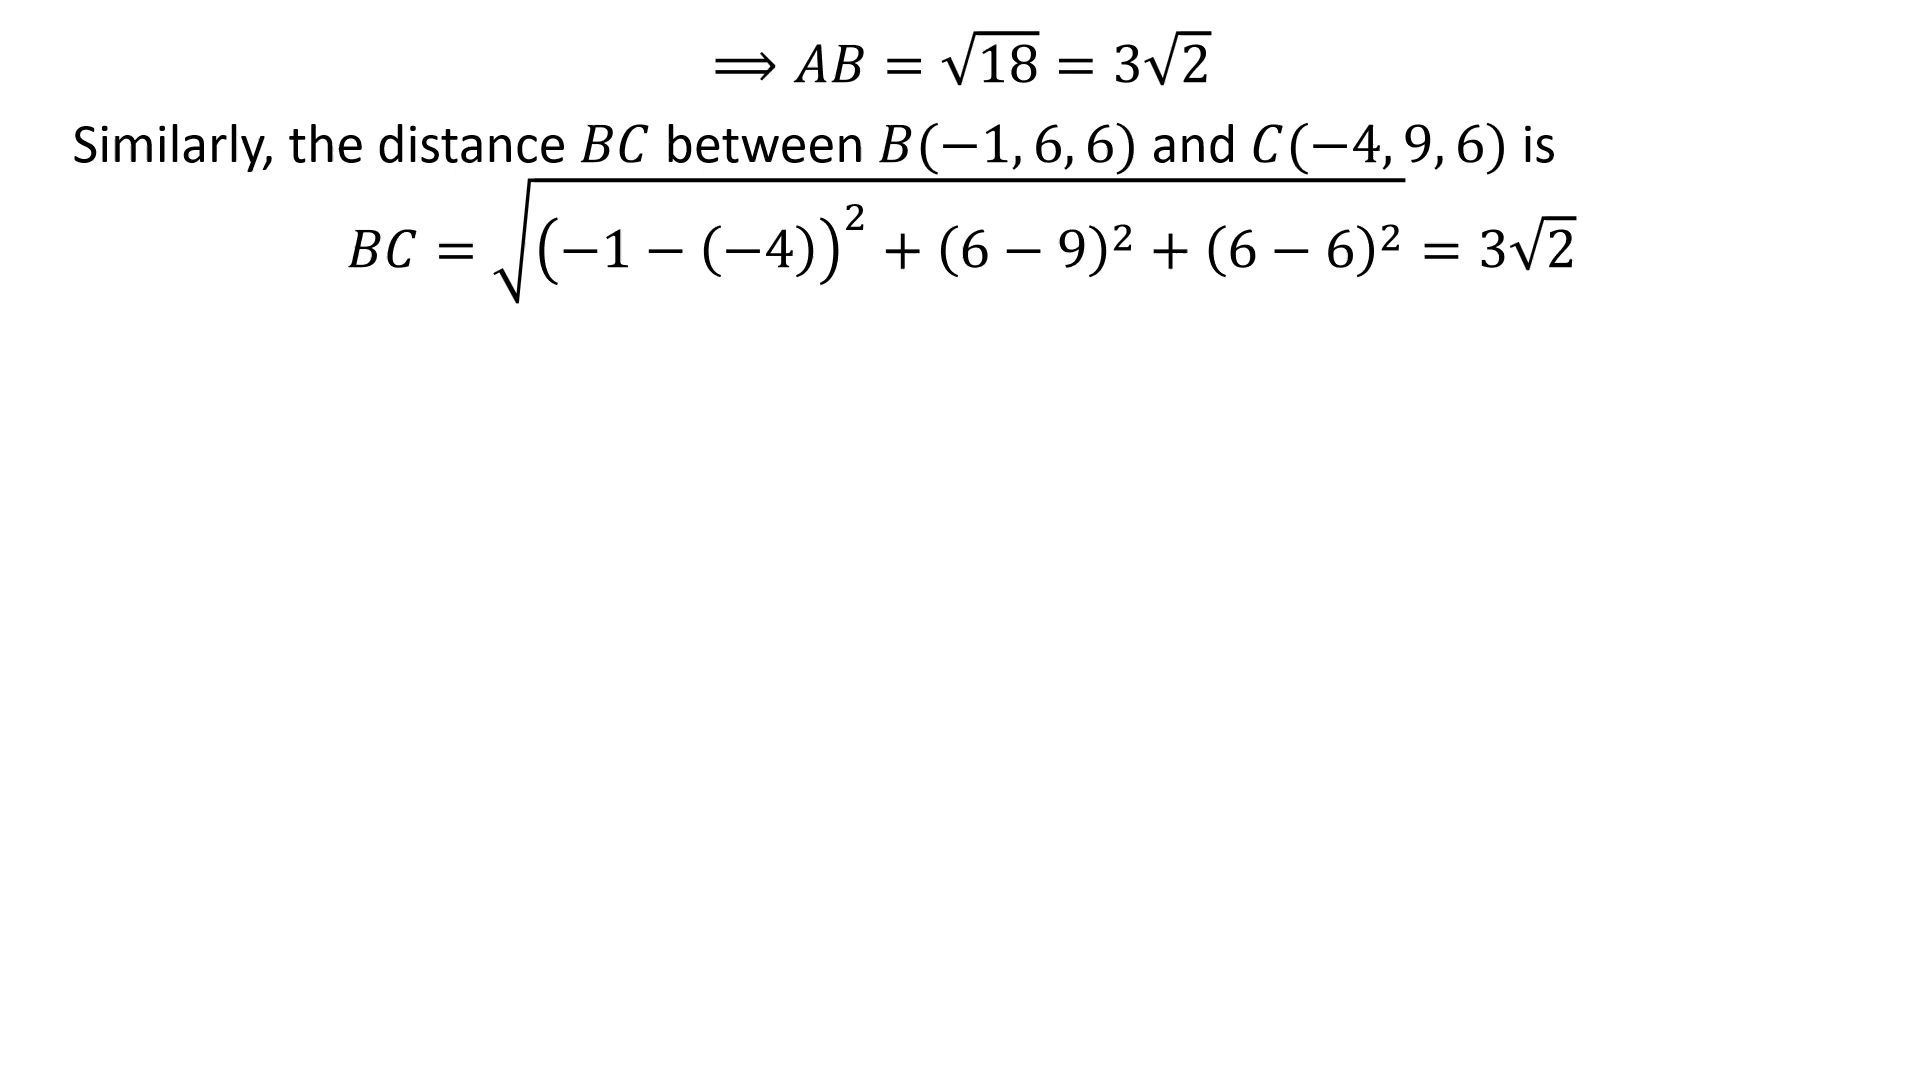 ⟹ AB = √18 = 3√2
Similarly, the distance BC between B(−1, 6, 6) and C(−4, 9, 6) is
BC = √((−1 − (−4))² + (6 − 9)² + (6 − 6)²) = 3√2